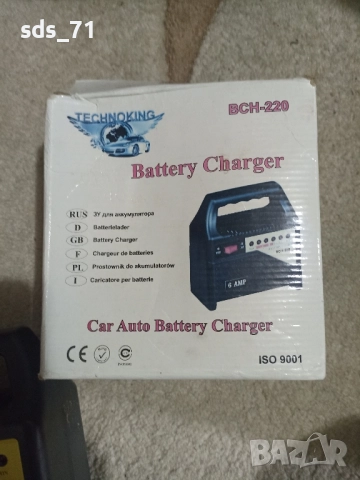 sds_71
TECHNOKING
BCH-220
Battery Charger
RUS ЗУ для аккумулятора
D Batterielader
GB Battery Charger
F Chargeur de batteries
PL Prostownik do akumulatorów
I Caricatore per batterie
6 AMP
Car Auto Battery Charger
CE
ISO 9001
BAZAR